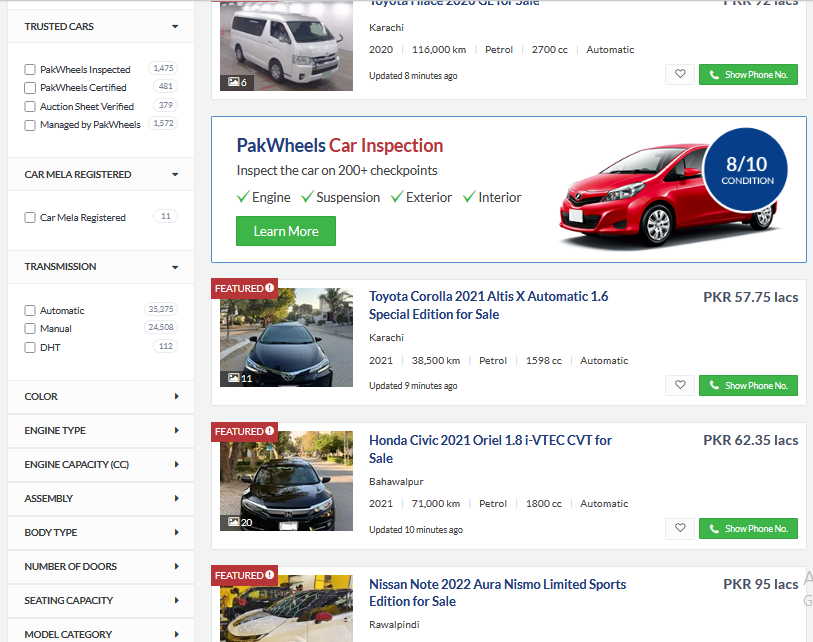 TRUSTED CARS
PakWheels Inspected 1,475
PakWheels Certified 481
Auction Sheet Verified 379
Managed by PakWheels 1,572
CAR MELA REGISTERED
Car Mela Registered 11
TRANSMISSION
Automatic 35,375
Manual 24,508
DHT 112
COLOR
ENGINE TYPE
ENGINE CAPACITY (CC)
ASSEMBLY
BODY TYPE
NUMBER OF DOORS
SEATING CAPACITY
MODEL CATEGORY
Toyota Hiace 2020 GL for Sale
PKR 92 lacs
Karachi
2020 | 116,000 km | Petrol | 2700 cc | Automatic
Updated 8 minutes ago
6
Show Phone No.
PakWheels Car Inspection
Inspect the car on 200+ checkpoints
Engine Suspension Exterior Interior
Learn More
8/10
CONDITION
FEATURED
Toyota Corolla 2021 Altis X Automatic 1.6
Special Edition for Sale
PKR 57.75 lacs
Karachi
2021 | 38,500 km | Petrol | 1598 cc | Automatic
11
Updated 9 minutes ago
Show Phone No.
FEATURED
Honda Civic 2021 Oriel 1.8 i-VTEC CVT for
Sale
PKR 62.35 lacs
Bahawalpur
2021 | 71,000 km | Petrol | 1800 cc | Automatic
20
Updated 10 minutes ago
Show Phone No.
FEATURED
Nissan Note 2022 Aura Nismo Limited Sports
Edition for Sale
PKR 95 lacs
Rawalpindi